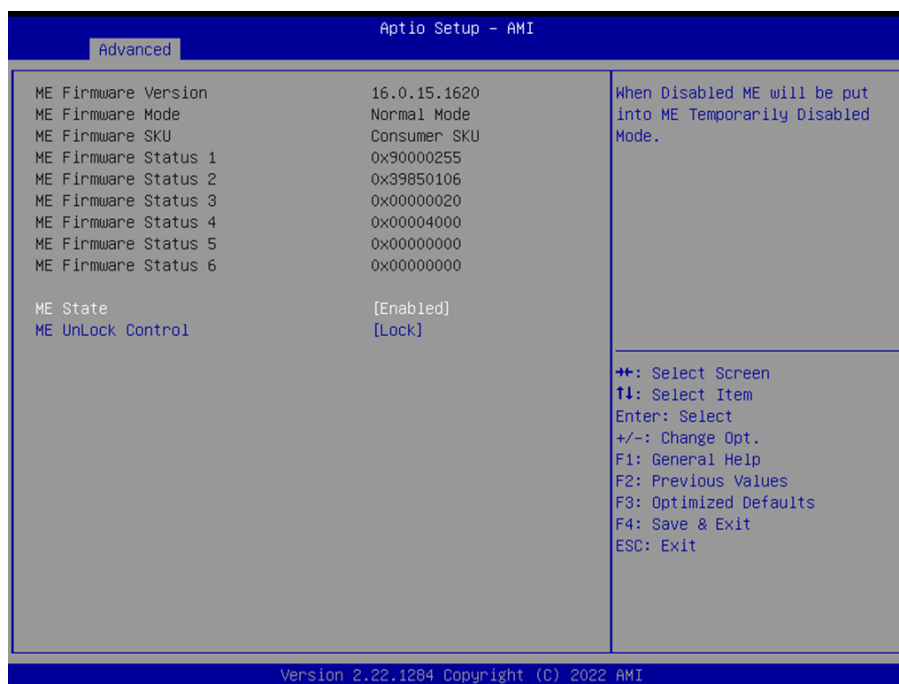 Aptio Setup – AMI
Advanced
ME Firmware Version 16.0.15.1620
ME Firmware Mode Normal Mode
ME Firmware SKU Consumer SKU
ME Firmware Status 1 0x90000255
ME Firmware Status 2 0x39850106
ME Firmware Status 3 0x00000020
ME Firmware Status 4 0x00004000
ME Firmware Status 5 0x00000000
ME Firmware Status 6 0x00000000
ME State [Enabled]
ME UnLock Control [Lock]
When Disabled ME will be put
into ME Temporarily Disabled
Mode.
→←: Select Screen
↑↓: Select Item
Enter: Select
+/-: Change Opt.
F1: General Help
F2: Previous Values
F3: Optimized Defaults
F4: Save & Exit
ESC: Exit
Version 2.22.1284 Copyright (C) 2022 AMI